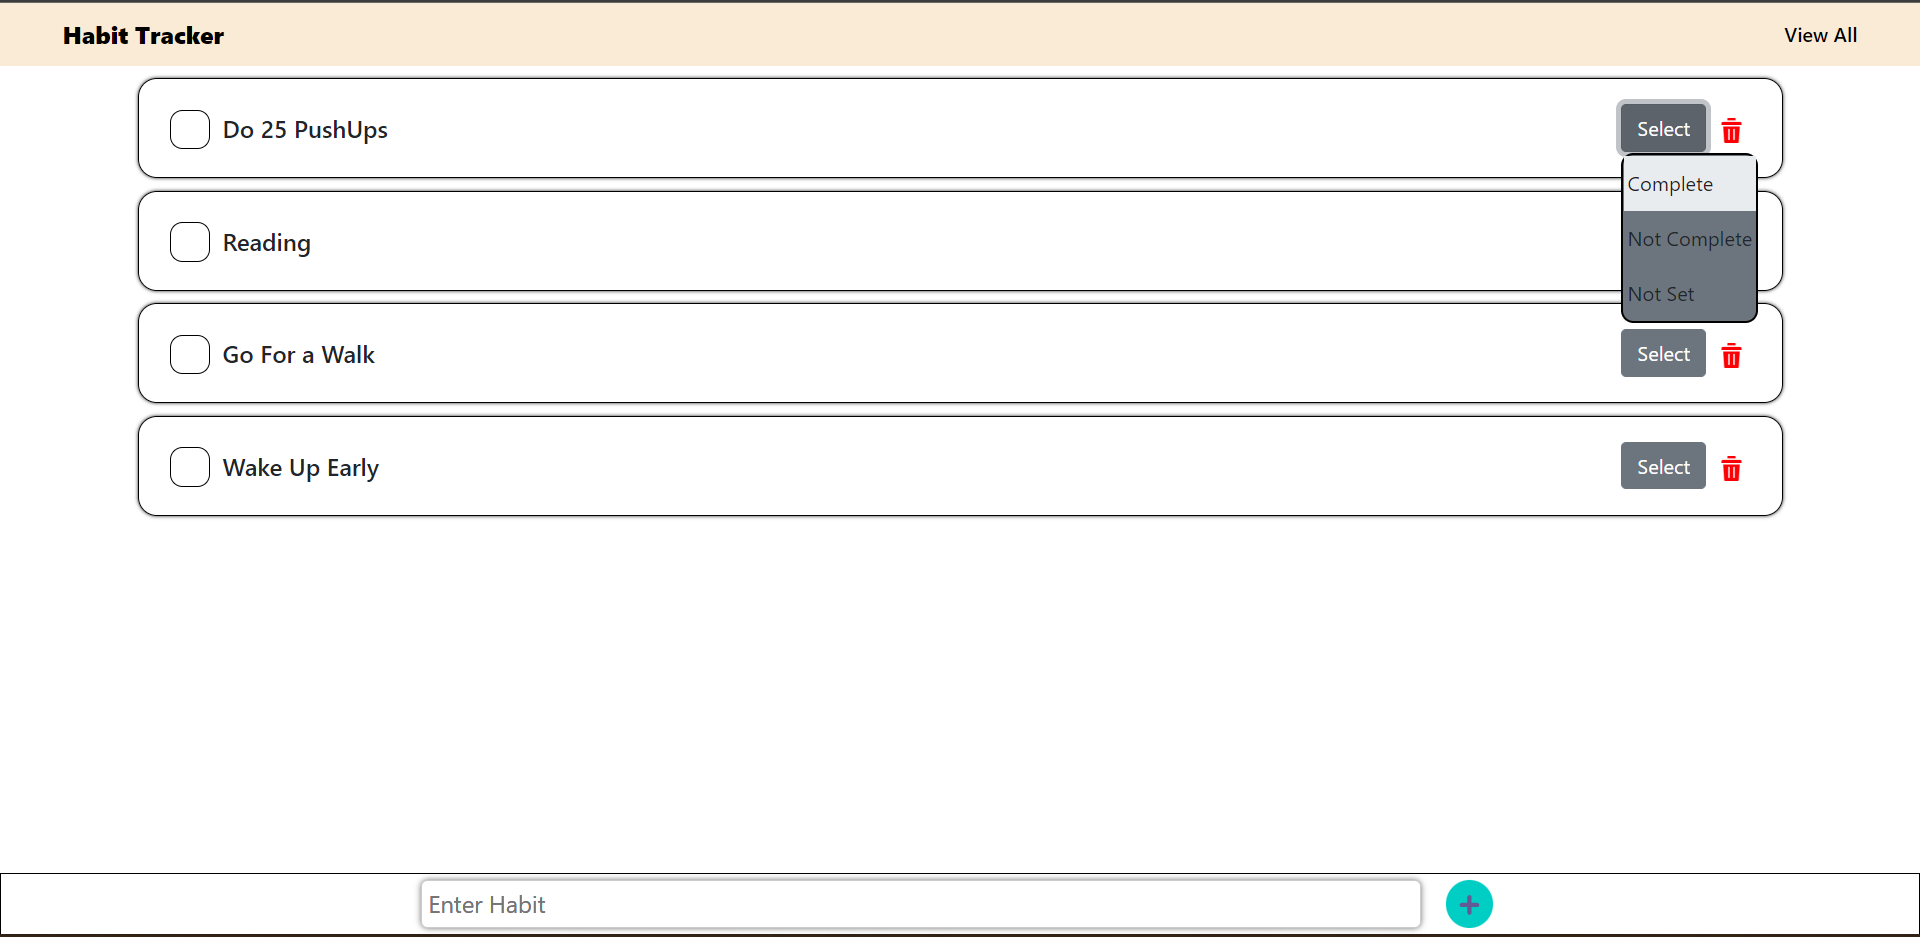 Habit Tracker
View All
Do 25 PushUps
Select
Complete
Reading
Not Complete
Not Set
Go For a Walk
Select
Wake Up Early
Select
Enter Habit